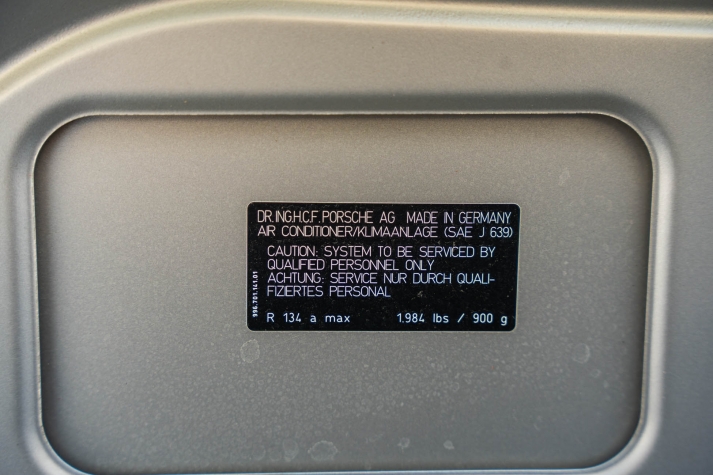 DR.ING.H.C.F.PORSCHE AG MADE IN GERMANY
AIR CONDITIONER/KLIMAANLAGE (SAE J 639)
CAUTION: SYSTEM TO BE SERVICED BY
QUALIFIED PERSONNEL ONLY
ACHTUNG: SERVICE NUR DURCH QUALI-
FIZIERTES PERSONAL
R 134 a max 1.984 lbs / 900 g
996.701.141.01